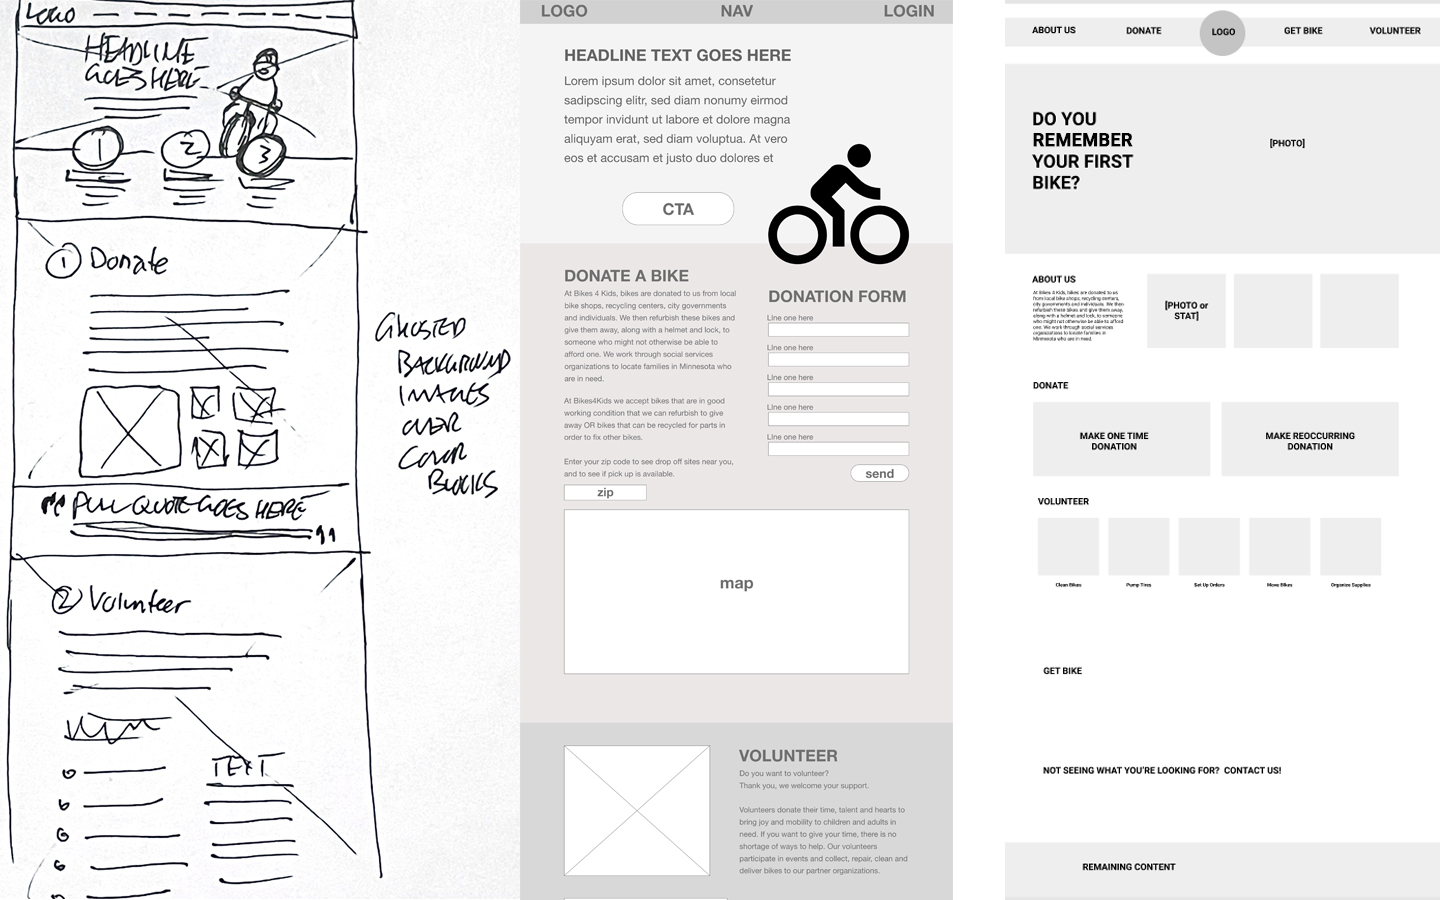 LOGO
HEADLINE
GOES HERE
1
2
3
1 Donate
GHOSTED
BACKGROUND
IMAGES
OVER
COLOR
BLOCKS
" PULL QUOTE GOES HERE
"
2 Volunteer
TEXT
LOGO NAV LOGIN
HEADLINE TEXT GOES HERE
Lorem ipsum dolor sit amet, consetetur
sadipscing elitr, sed diam nonumy eirmod
tempor invidunt ut labore et dolore magna
aliquyam erat, sed diam voluptua. At vero
eos et accusam et justo duo dolores et
CTA
DONATE A BIKE
At Bikes 4 Kids, bikes are donated to us from local
bike shops, recycling centers, city governments
and individuals. We then refurbish these bikes and
give them away, along with a helmet and lock, to
someone who might not otherwise be able to
afford one. We work through social services
organizations to locate families in Minnesota who
are in need.
At Bikes4Kids we accept bikes that are in good
working condition that we can refurbish to give
away OR bikes that can be recycled for parts in
order to fix other bikes.
Enter your zip code to see drop off sites near you,
and to see if pick up is available.
zip
DONATION FORM
Line one here
Line one here
Line one here
Line one here
Line one here
send
map
VOLUNTEER
Do you want to volunteer?
Thank you, we welcome your support.
Volunteers donate their time, talent and hearts to
bring joy and mobility to children and adults in
need. If you want to give your time, there is no
shortage of ways to help. Our volunteers
participate in events and collect, repair, clean and
deliver bikes to our partner organizations.
ABOUT US DONATE LOGO GET BIKE VOLUNTEER
DO YOU
REMEMBER
YOUR FIRST
BIKE?
[PHOTO]
ABOUT US
At Bikes 4 Kids, bikes are donated to us
from local bike shops, recycling centers,
city governments and individuals. We then
refurbish these bikes and give them away,
along with a helmet and lock, to someone
who might not otherwise be able to afford
one. We work through social services
organizations to locate families in
Minnesota who are in need.
[PHOTO or
STAT]
DONATE
MAKE ONE TIME
DONATION
MAKE REOCCURRING
DONATION
VOLUNTEER
Clean Bikes Pump Tires Set Up Orders Move Bikes Organize Supplies
GET BIKE
NOT SEEING WHAT YOU'RE LOOKING FOR? CONTACT US!
REMAINING CONTENT